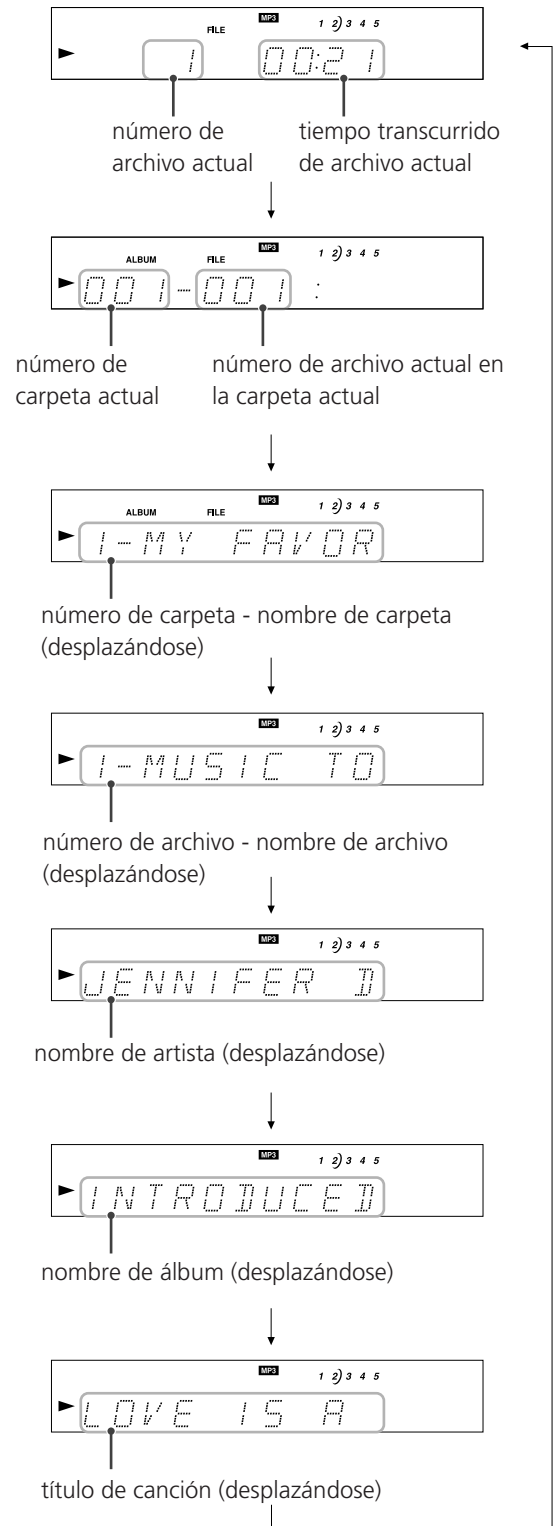 MP3
FILE 1 2) 3 4 5
1 00:21
número de
archivo actual
tiempo transcurrido
de archivo actual
MP3
ALBUM FILE 1 2) 3 4 5
001-001 :
número de
carpeta actual
número de archivo actual en
la carpeta actual
MP3
ALBUM FILE 1 2) 3 4 5
1-MY FAVOR
número de carpeta - nombre de carpeta
(desplazándose)
MP3
1 2) 3 4 5
1-MUSIC TO
número de archivo - nombre de archivo
(desplazándose)
MP3
1 2) 3 4 5
JENNIFER D
nombre de artista (desplazándose)
MP3
1 2) 3 4 5
INTRODUCED
nombre de álbum (desplazándose)
MP3
1 2) 3 4 5
LOVE IS A
título de canción (desplazándose)